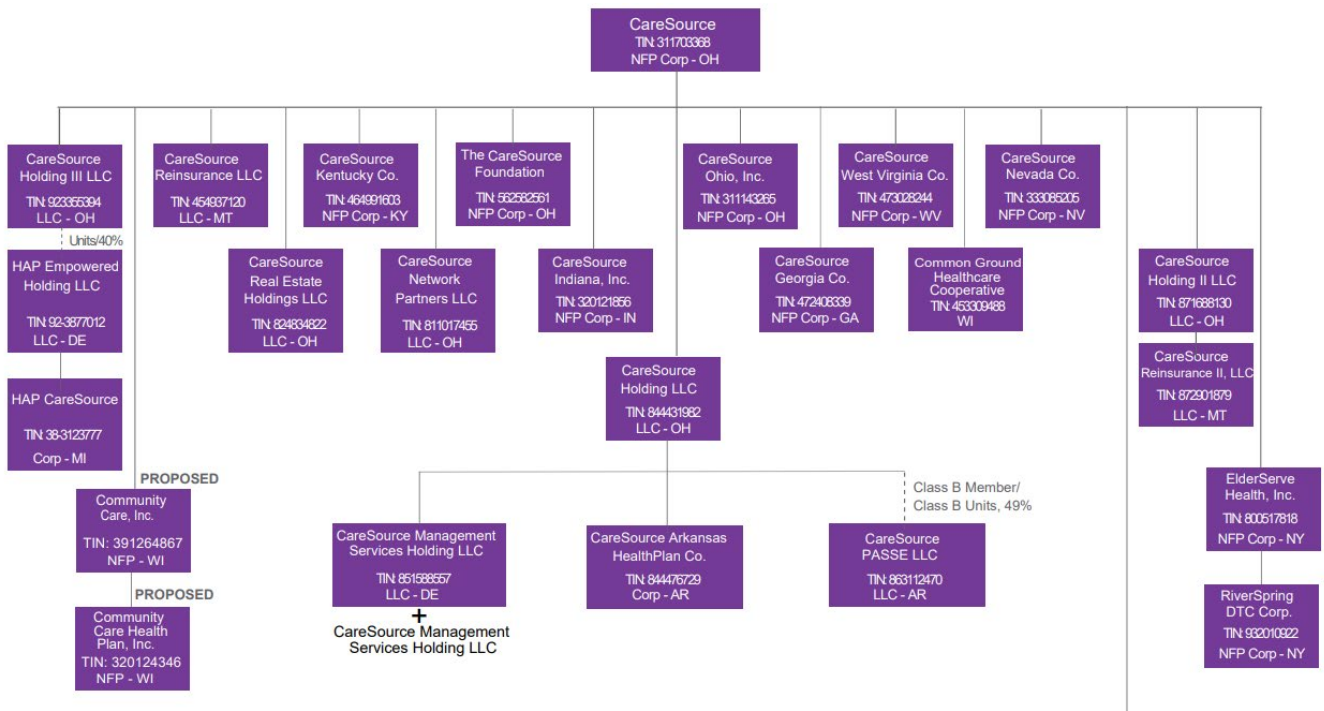 CareSource
TIN: 311703368
NFP Corp - OH
CareSource
Holding III LLC
TIN: 923355394
LLC - OH
CareSource
Reinsurance LLC
TIN: 454937120
LLC - MT
CareSource
Kentucky Co.
TIN: 464991603
NFP Corp - KY
The CareSource
Foundation
TIN: 562582561
NFP Corp - OH
CareSource
Ohio, Inc.
TIN: 311143265
NFP Corp - OH
CareSource
West Virginia Co.
TIN: 473028244
NFP Corp - WV
CareSource
Nevada Co.
TIN: 333085205
NFP Corp - NV
Units/40%
HAP Empowered
Holding LLC
TIN: 92-3877012
LLC - DE
CareSource
Real Estate
Holdings LLC
TIN: 824834822
LLC - OH
CareSource
Network
Partners LLC
TIN: 811017455
LLC - OH
CareSource
Indiana, Inc.
TIN: 320121856
NFP Corp - IN
CareSource
Georgia Co.
TIN: 472408339
NFP Corp - GA
Common Ground
Healthcare
Cooperative
TIN: 453309488
WI
CareSource
Holding II LLC
TIN: 871688130
LLC - OH
CareSource
Reinsurance II, LLC
TIN: 872901879
LLC - MT
HAP CareSource
TIN: 38-3123777
Corp - MI
CareSource
Holding LLC
TIN: 844431982
LLC - OH
PROPOSED
Community
Care, Inc.
TIN: 391264867
NFP - WI
PROPOSED
Community
Care Health
Plan, Inc.
TIN: 320124346
NFP - WI
Class B Member/
Class B Units, 49%
CareSource Management
Services Holding LLC
TIN: 851588557
LLC - DE
+
CareSource Management
Services Holding LLC
CareSource Arkansas
HealthPlan Co.
TIN: 844476729
Corp - AR
CareSource
PASSE LLC
TIN: 863112470
LLC - AR
ElderServe
Health, Inc.
TIN: 800517818
NFP Corp - NY
RiverSpring
DTC Corp.
TIN: 932010922
NFP Corp - NY